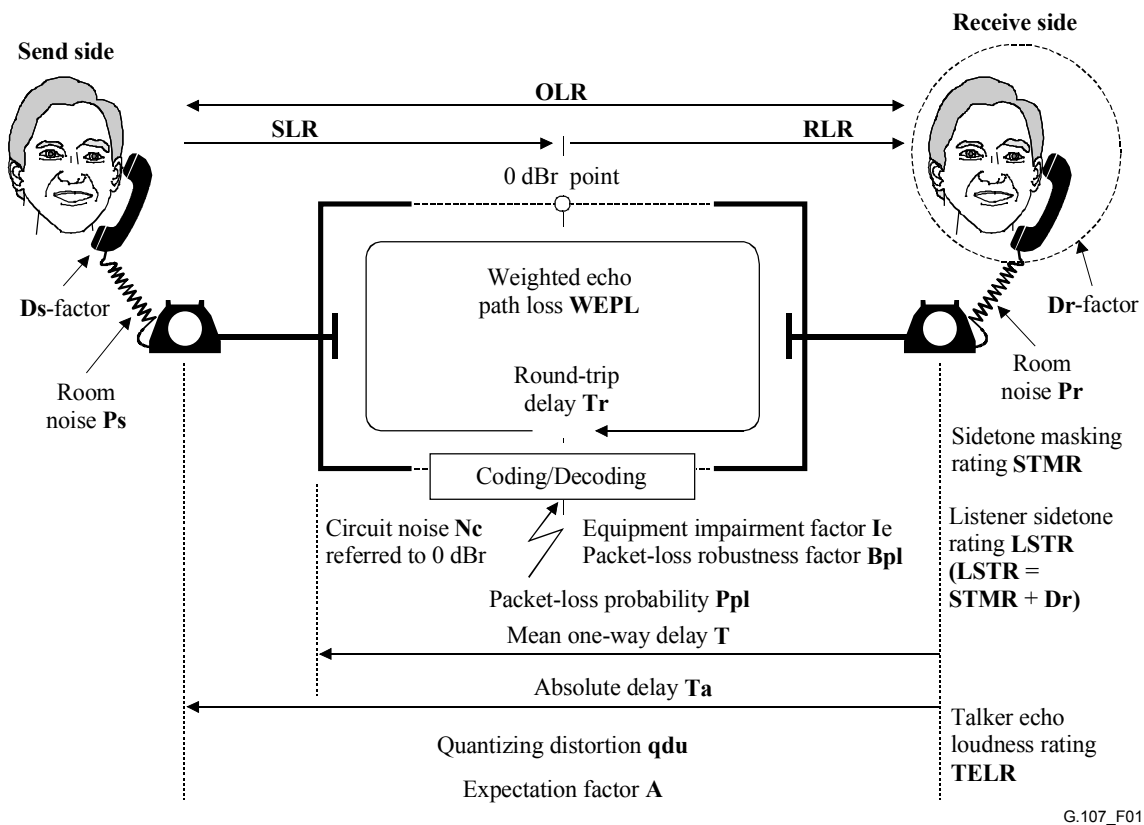 Send side
Receive side
OLR
SLR
RLR
0 dBr point
Weighted echo
path loss WEPL
Ds-factor
Dr-factor
Room
noise Ps
Round-trip
delay Tr
Room
noise Pr
Sidetone masking
rating STMR
Coding/Decoding
Circuit noise Nc
referred to 0 dBr
Equipment impairment factor Ie
Packet-loss robustness factor Bpl
Listener sidetone
rating LSTR
(LSTR =
STMR + Dr)
Packet-loss probability Ppl
Mean one-way delay T
Absolute delay Ta
Quantizing distortion qdu
Talker echo
loudness rating
TELR
Expectation factor A
G.107_F01